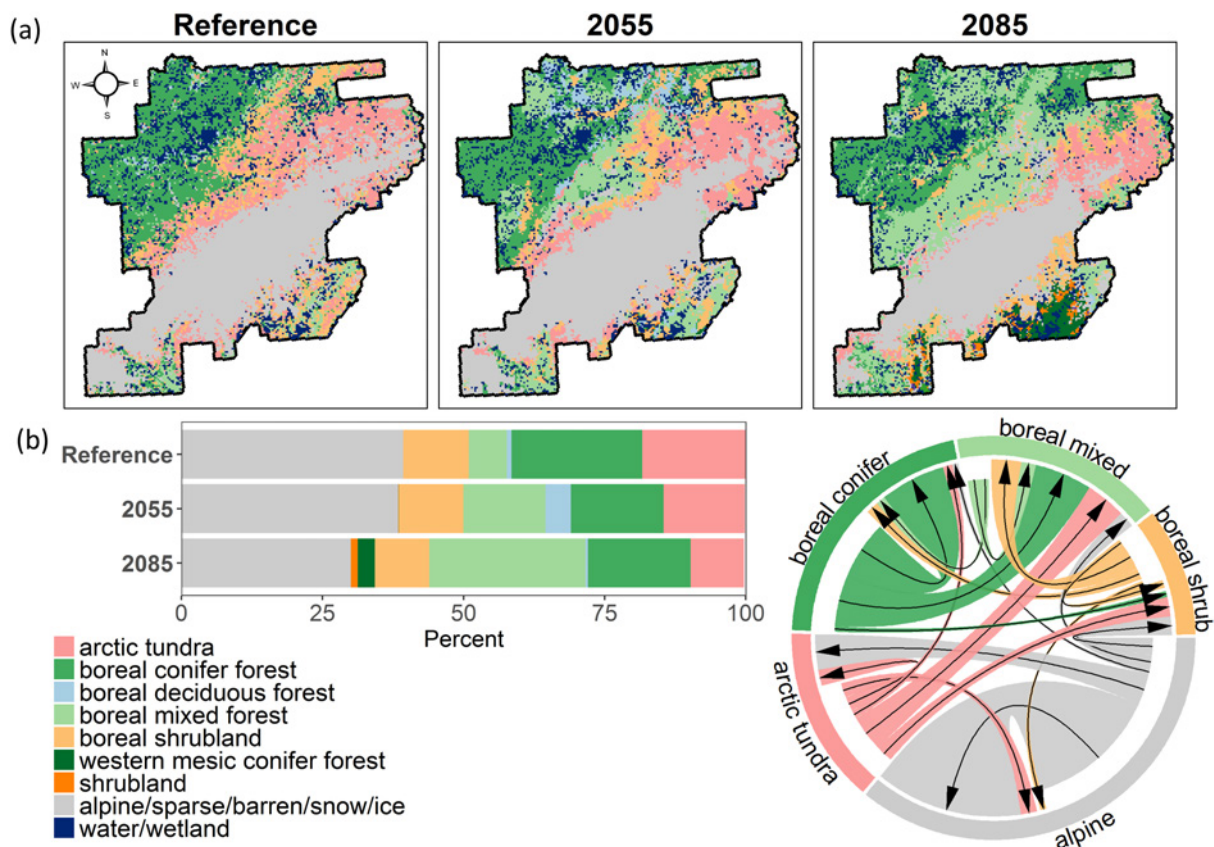 (a)
Reference
2055
2085
N
W
E
S
(b)
Reference
2055
2085
0
25
50
75
100
Percent
arctic tundra
boreal conifer forest
boreal deciduous forest
boreal mixed forest
boreal shrubland
western mesic conifer forest
shrubland
alpine/sparse/barren/snow/ice
water/wetland
boreal conifer
boreal mixed
boreal shrub
arctic tundra
alpine